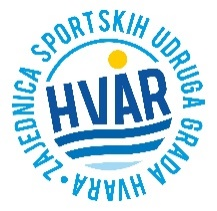 ZAJEDNICA SPORTSKIH UDRUGA GRADA HVARA •
HVAR